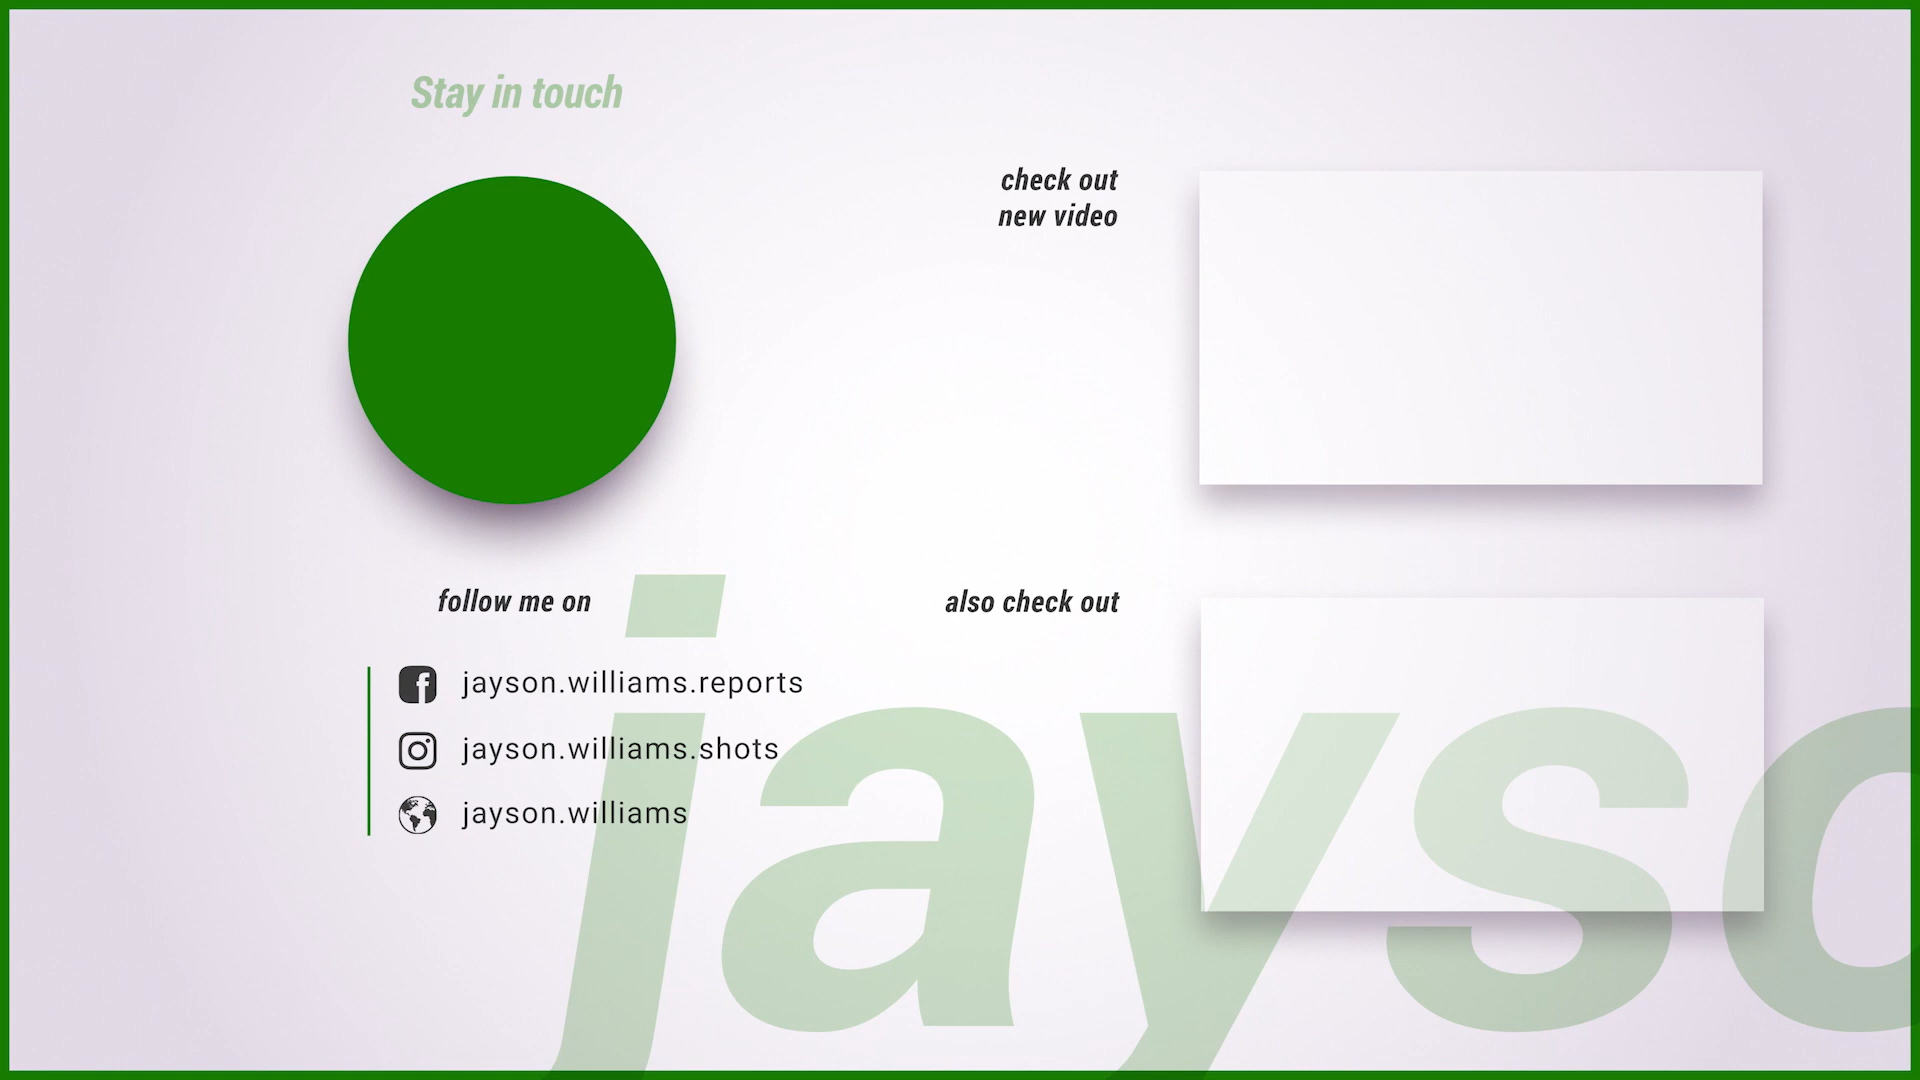 Stay in touch
check out
new video
follow me on
also check out
jayson.williams.reports
jayson.williams.shots
jayson.williams
jayso